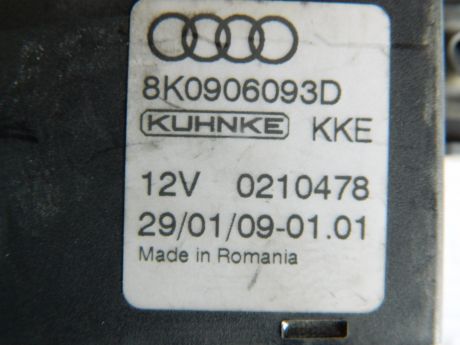 8K0906093D
KUHNKE KKE
12V 0210478
29/01/09-01.01
Made in Romania